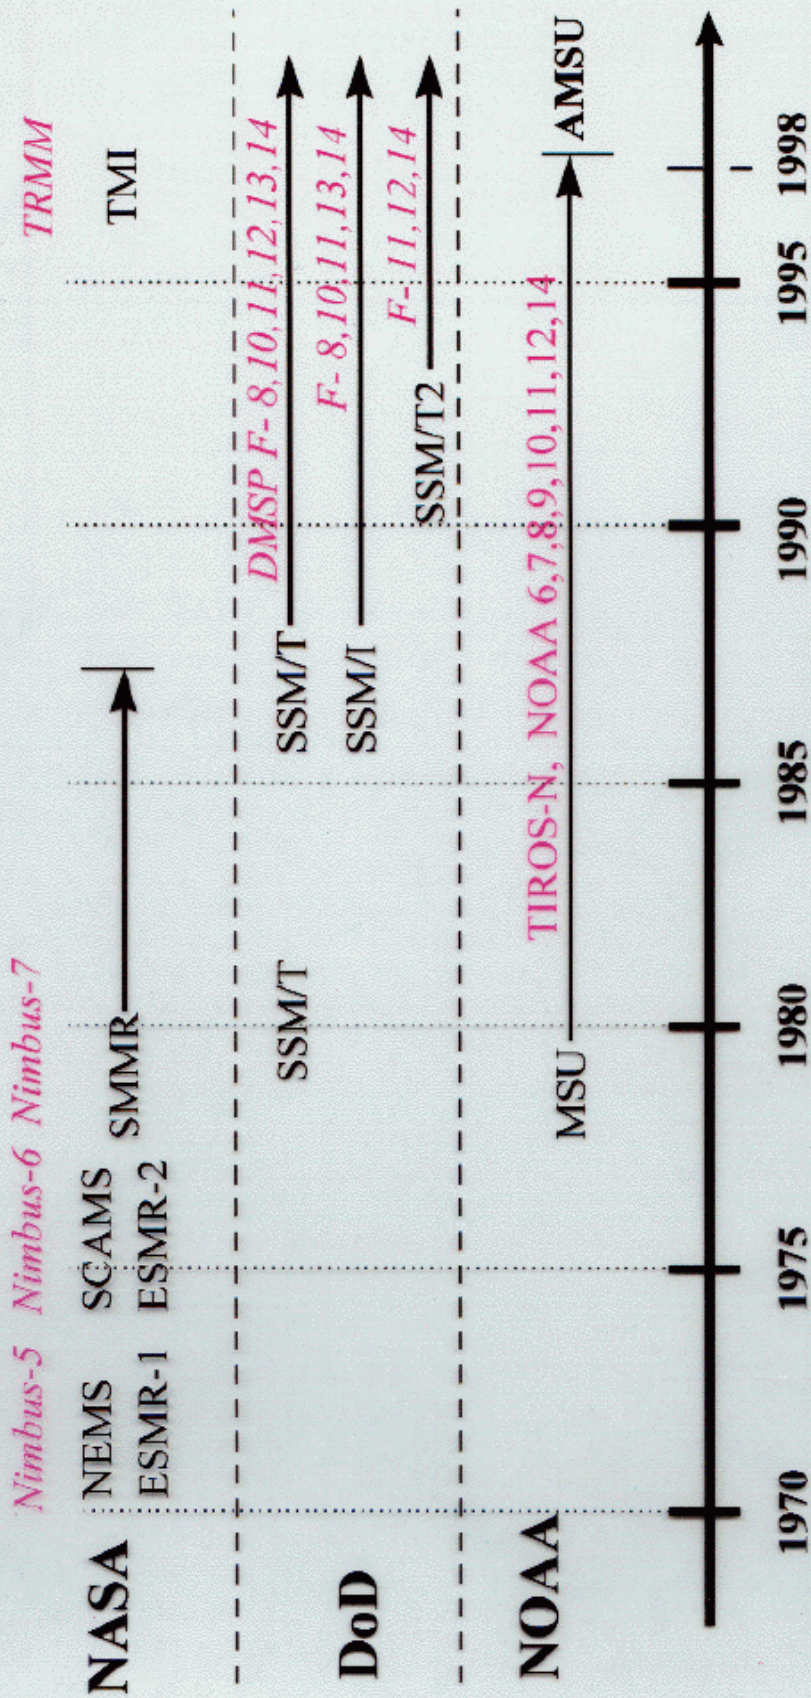 Nimbus-5 Nimbus-6 Nimbus-7 TRMM
NASA NEMS SCAMS SMMR TMI
ESMR-1 ESMR-2
DMSP F- 8,10,11,12,13,14
SSM/T SSM/T
F- 8,10,11,13,14
DoD SSM/I
F- 11,12,14
SSM/T2
TIROS-N, NOAA 6,7,8,9,10,11,12,14
NOAA MSU AMSU
1970 1975 1980 1985 1990 1995 1998